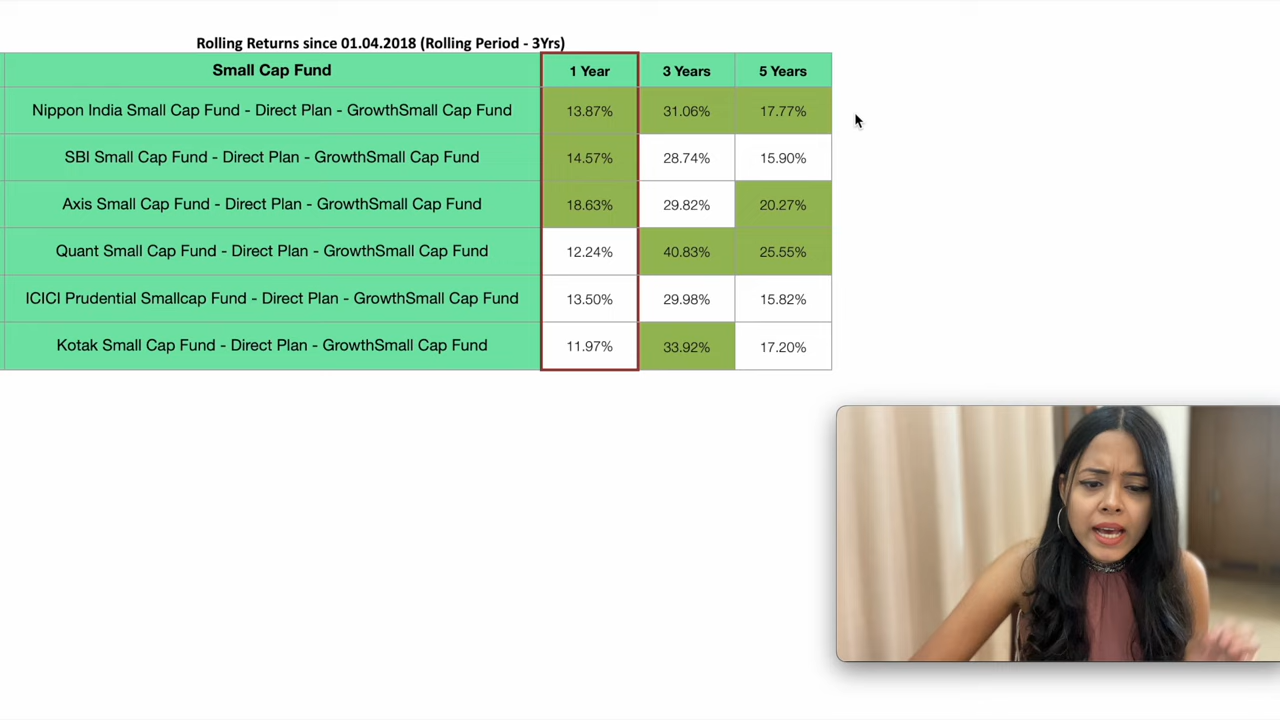 Rolling Returns since 01.04.2018 (Rolling Period - 3Yrs)
Small Cap Fund 1 Year 3 Years 5 Years
Nippon India Small Cap Fund - Direct Plan - GrowthSmall Cap Fund 13.87% 31.06% 17.77%
SBI Small Cap Fund - Direct Plan - GrowthSmall Cap Fund 14.57% 28.74% 15.90%
Axis Small Cap Fund - Direct Plan - GrowthSmall Cap Fund 18.63% 29.82% 20.27%
Quant Small Cap Fund - Direct Plan - GrowthSmall Cap Fund 12.24% 40.83% 25.55%
ICICI Prudential Smallcap Fund - Direct Plan - GrowthSmall Cap Fund 13.50% 29.98% 15.82%
Kotak Small Cap Fund - Direct Plan - GrowthSmall Cap Fund 11.97% 33.92% 17.20%